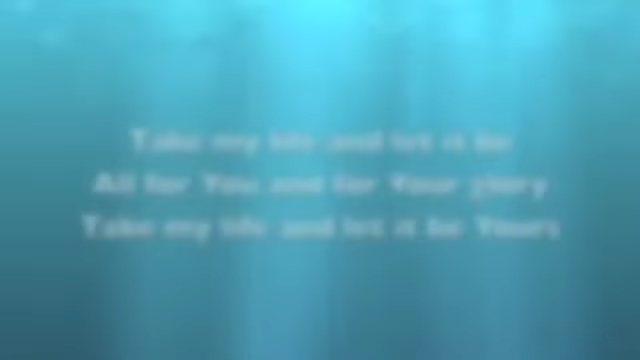 Take my life and let it be
All for You and for Your glory
Take my life and let it be Yours